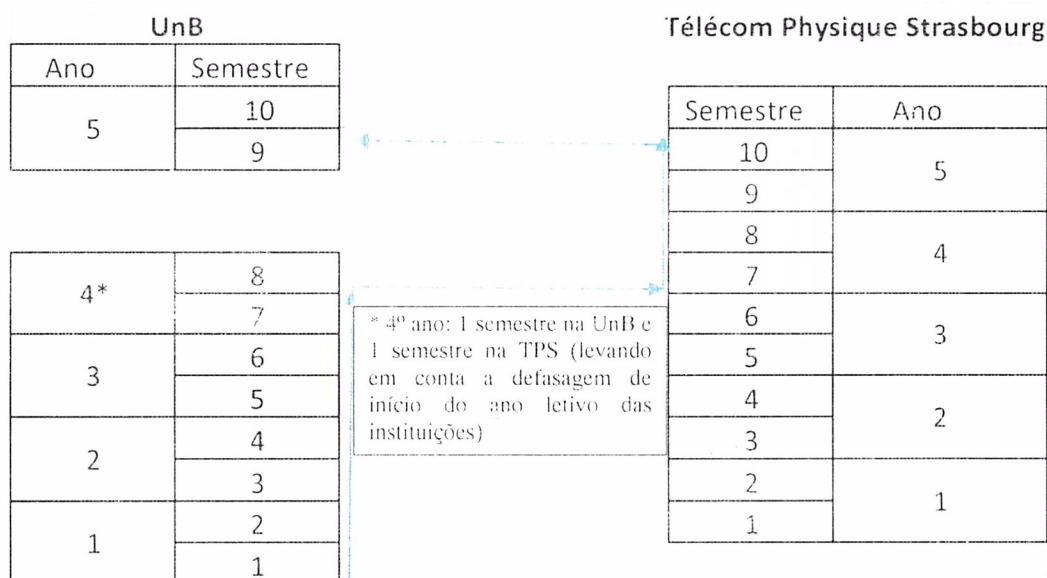 UnB
Ano Semestre
5 10
9
4* 8
7
3 6
5
2 4
3
1 2
1
* 4º ano: 1 semestre na UnB e
1 semestre na TPS (levando
em conta a defasagem de
início do ano letivo das
instituições)
Télécom Physique Strasbourg
Semestre Ano
10 5
9
8 4
7
6 3
5
4 2
3
2 1
1